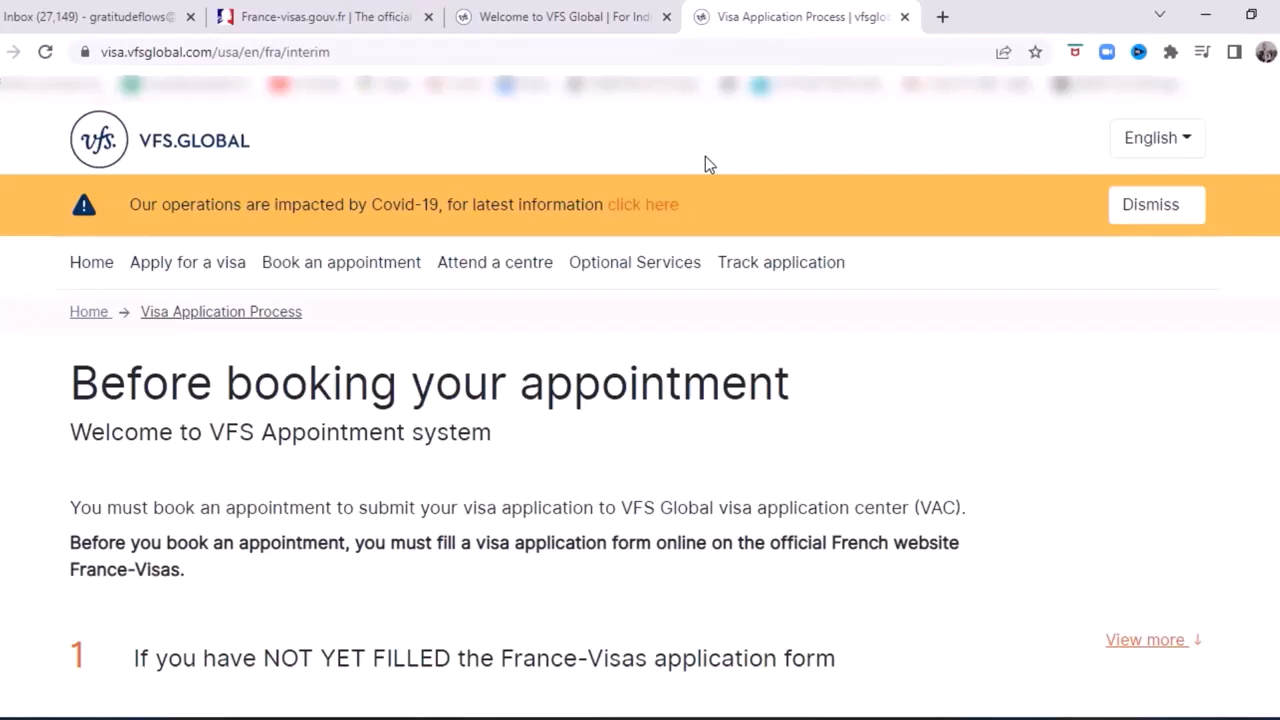 Inbox (27,149) - gratitudeflows@
France-visas.gouv.fr | The official
Welcome to VFS Global | For Ind
Visa Application Process | vfsglo
visa.vfsglobal.com/usa/en/fra/interim
vfs.
VFS.GLOBAL
English
Our operations are impacted by Covid-19, for latest information click here
Dismiss
Home Apply for a visa Book an appointment Attend a centre Optional Services Track application
Home → Visa Application Process
Before booking your appointment
Welcome to VFS Appointment system
You must book an appointment to submit your visa application to VFS Global visa application center (VAC).
Before you book an appointment, you must fill a visa application form online on the official French website
France-Visas.
View more ↓
1 If you have NOT YET FILLED the France-Visas application form